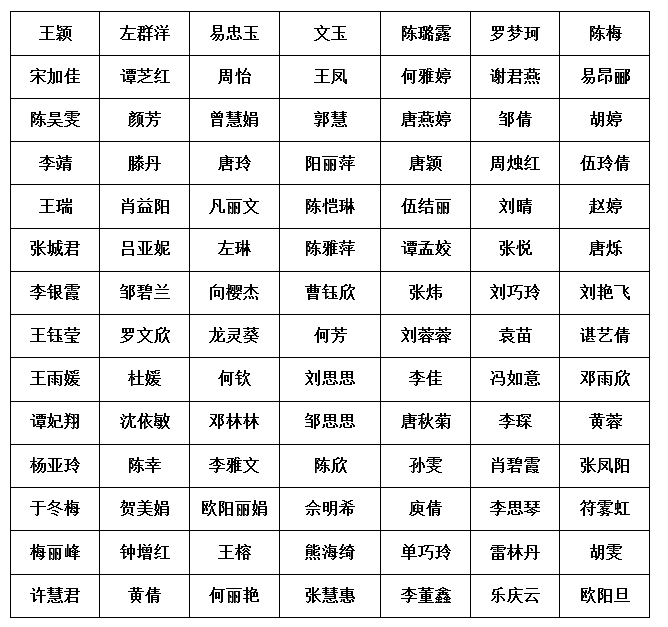 王颖 左群洋 易忠玉 文玉 陈璐露 罗梦珂 陈梅
宋加佳 谭芝红 周怡 王凤 何雅婷 谢君燕 易昂郦
陈昊雯 颜芳 曾慧娟 郭慧 唐燕婷 邹倩 胡婷
李靖 滕丹 唐玲 阳丽萍 唐颖 周烛红 伍玲倩
王瑞 肖益阳 凡丽文 陈恺琳 伍结丽 刘晴 赵婷
张城君 吕亚妮 左琳 陈雅萍 谭孟姣 张悦 唐烁
李银霞 邹碧兰 向樱杰 曹钰欣 张炜 刘巧玲 刘艳飞
王钰莹 罗文欣 龙灵葵 何芳 刘蓉蓉 袁苗 谌艺倩
王雨媛 杜媛 何钦 刘思思 李佳 冯如意 邓雨欣
谭妃翔 沈依敏 邓林林 邹思思 唐秋菊 李琛 黄蓉
杨亚玲 陈幸 李雅文 陈欣 孙雯 肖碧霞 张凤阳
于冬梅 贺美娟 欧阳丽娟 佘明希 庾倩 李思琴 符雾虹
梅丽峰 钟增红 王榕 熊海绮 单巧玲 雷林丹 胡雯
许慧君 黄倩 何丽艳 张慧惠 李董鑫 乐庆云 欧阳旦